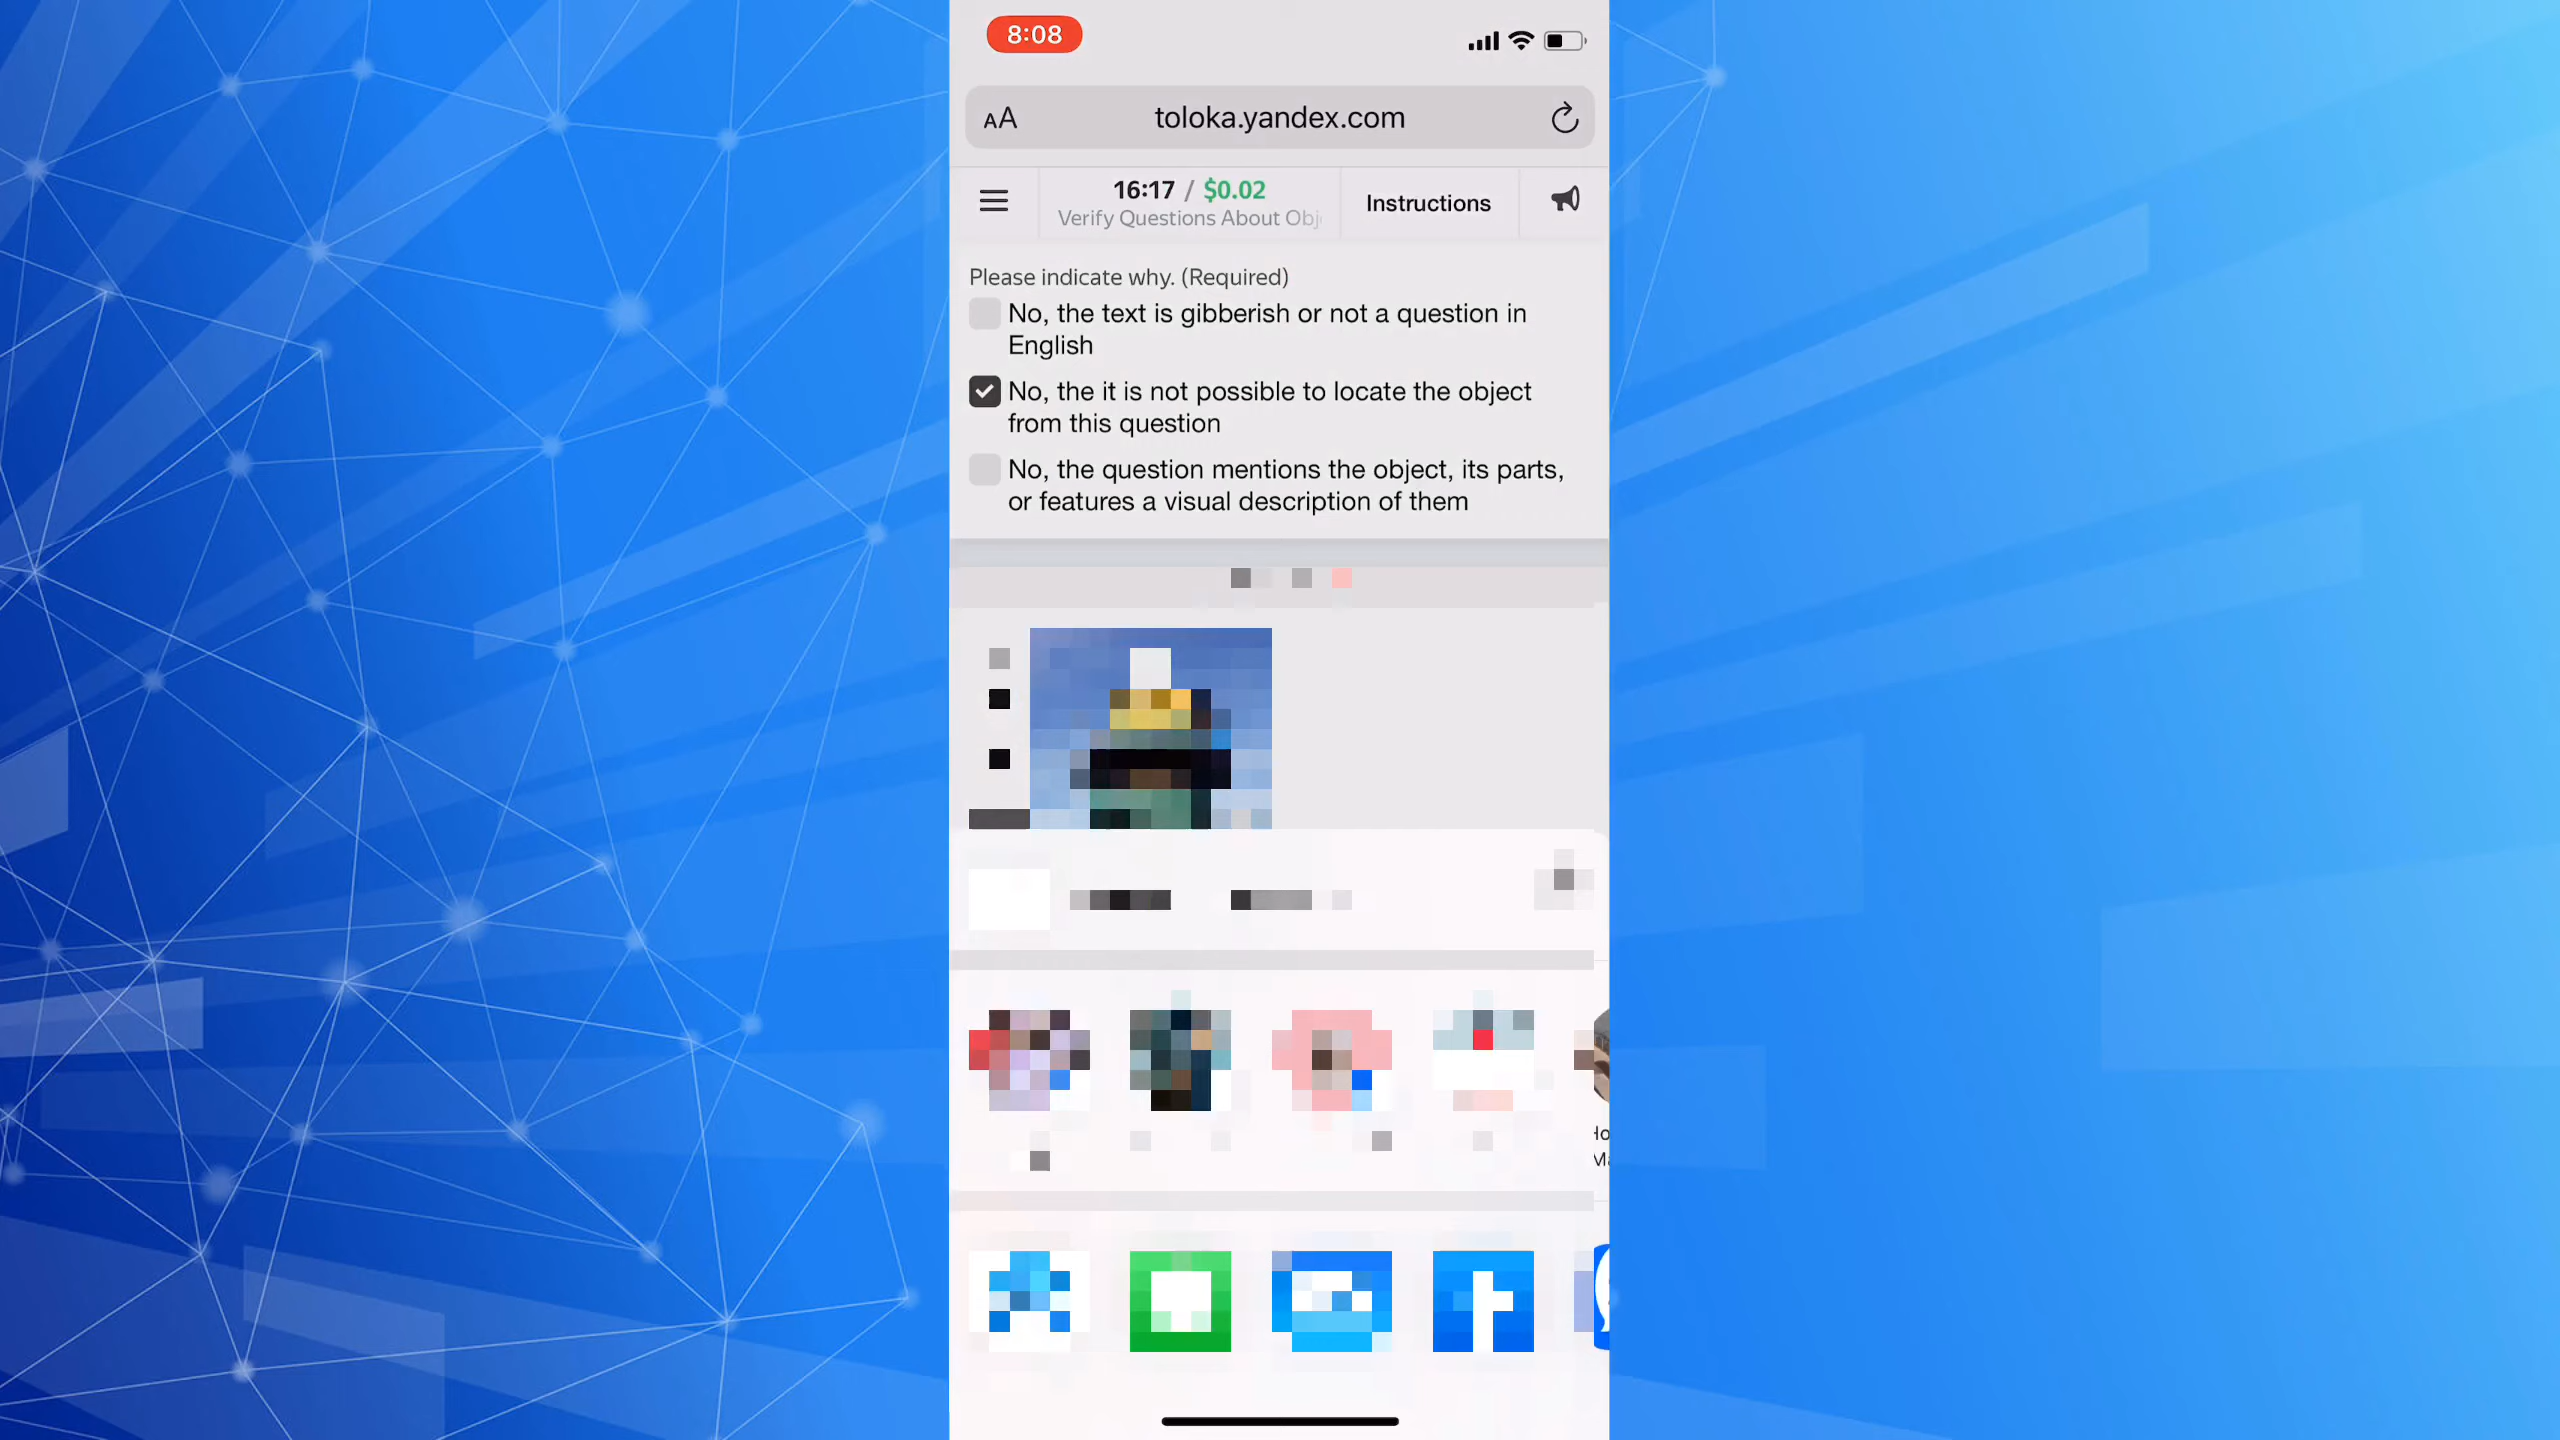 8:08
AA toloka.yandex.com
16:17 / $0.02
Verify Questions About Obj
Instructions
Please indicate why. (Required)
No, the text is gibberish or not a question in
English
No, the it is not possible to locate the object
from this question
No, the question mentions the object, its parts,
or features a visual description of them